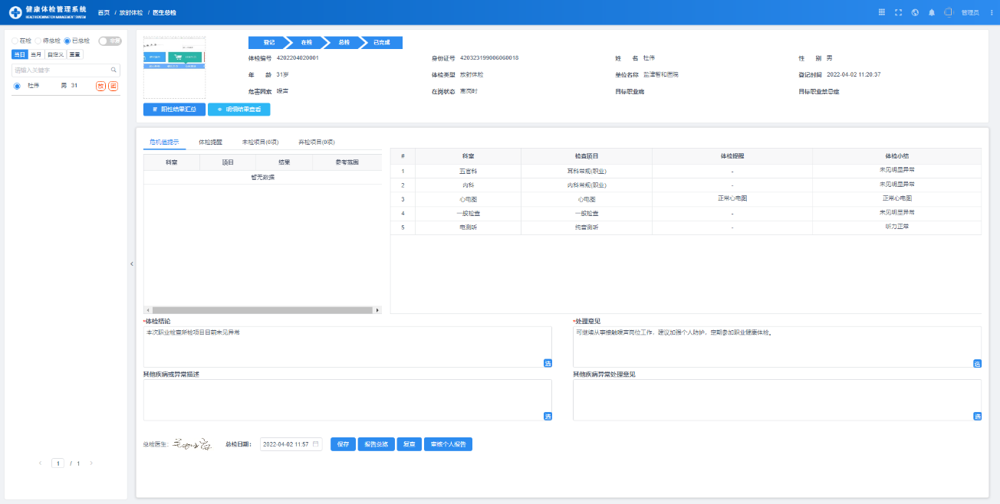 健康体检管理系统
HEALTH EXAMINATION MANAGEMENT SYSTEM
首页 / 放射体检 / 医生总检
管理员
在检 待总检 已总检
当日 当月 自定义 重置
请输入关键字
杜伟 男 31 放 团
1 / 1
登记 在检 总检 已完成
体检编号 4202204020001 身份证号 420323199006060018 姓 名 杜伟 性 别 男
年 龄 31岁 体检类型 放射体检 单位名称 盐津智和医院 登记时间 2022-04-02 11:20:37
危害因素 噪声 在岗状态 离岗时 目标职业病 目标职业禁忌症
阳性结果汇总 明细结果查看
危机值提示 体检提醒 未检项目(0项) 弃检项目(0项)
科室 项目 结果 参考范围
暂无数据
# 科室 检查项目 体检提醒 体检小结
1 五官科 耳科常规(职业) - 未见明显异常
2 内科 内科常规(职业) - 未见明显异常
3 心电图 心电图 正常心电图 正常心电图
4 一般检查 一般检查 - 未见明显异常
5 电测听 纯音测听 - 听力正常
*体检结论 *处理意见
本次职业检查所检项目目前未见异常
可继续从事接触噪声岗位工作，建议加强个人防护，定期参加职业健康体检。
选 选
其他疾病或异常描述 其他疾病异常处理意见
选 选
总检医生: 总检日期: 2022-04-02 11:57 保存 报告总览 复查 审核个人报告